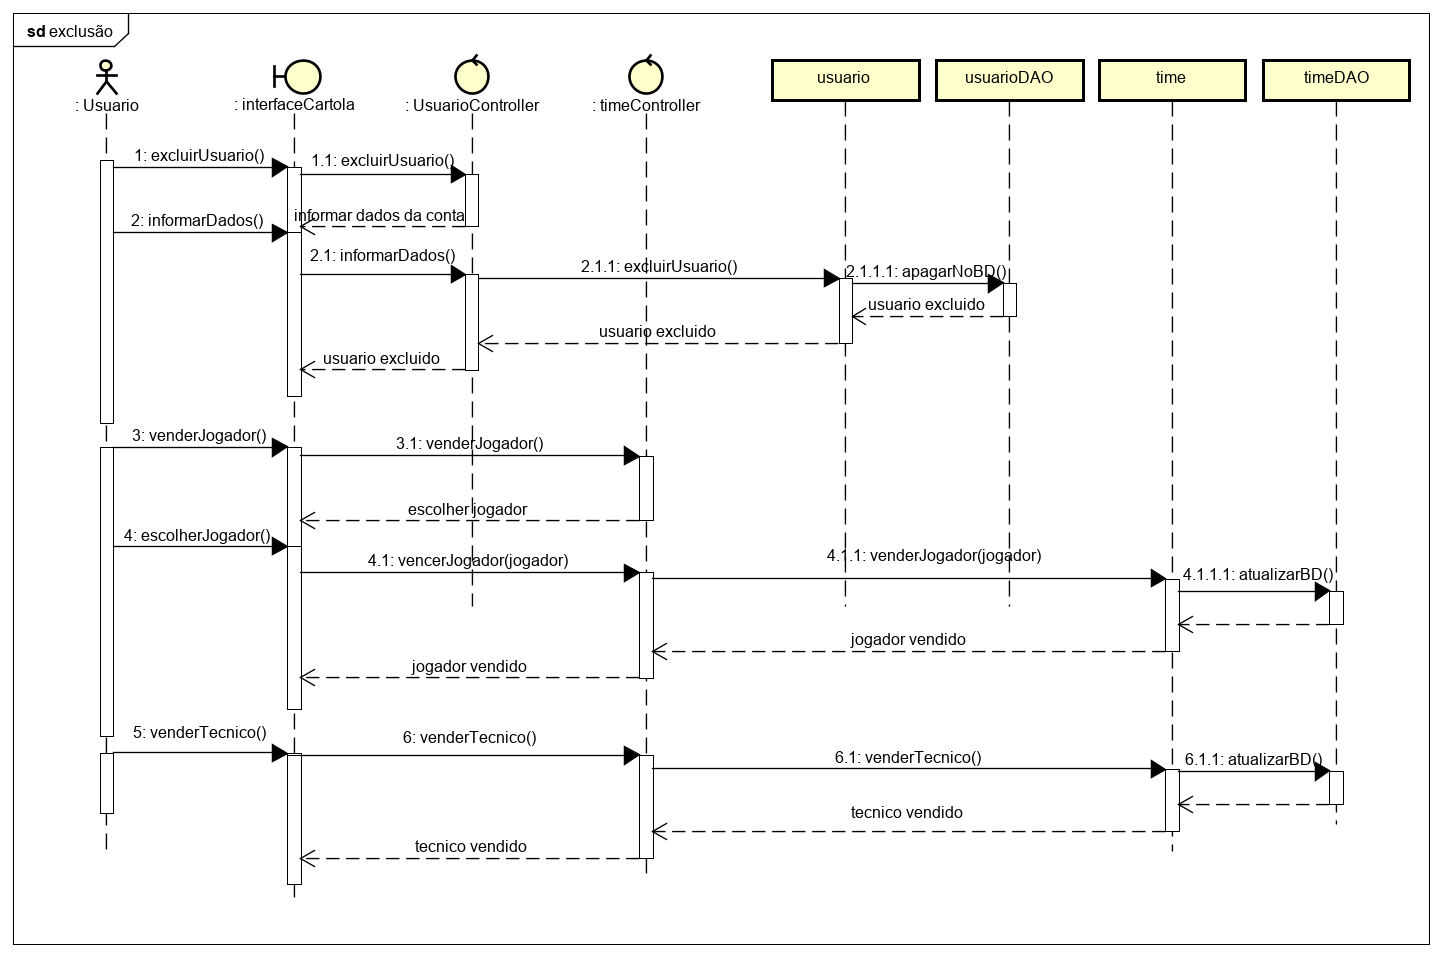 sd exclusão
: Usuario
: interfaceCartola
: UsuarioController
: timeController
usuario
usuarioDAO
time
timeDAO
1: excluirUsuario()
1.1: excluirUsuario()
informar dados da conta
2: informarDados()
2.1: informarDados()
2.1.1: excluirUsuario()
2.1.1.1: apagarNoBD()
usuario excluido
usuario excluido
usuario excluido
3: venderJogador()
3.1: venderJogador()
escolher jogador
4: escolherJogador()
4.1: vencerJogador(jogador)
4.1.1: venderJogador(jogador)
4.1.1.1: atualizarBD()
jogador vendido
jogador vendido
5: venderTecnico()
6: venderTecnico()
6.1: venderTecnico()
6.1.1: atualizarBD()
tecnico vendido
tecnico vendido